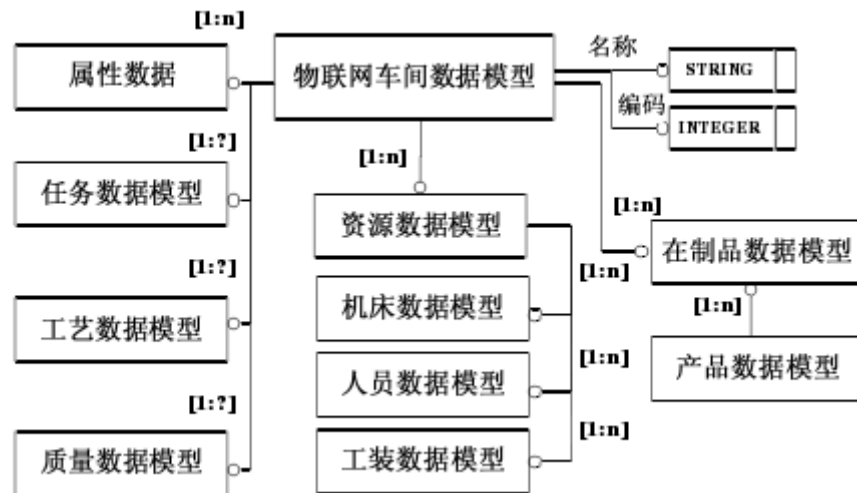 [1:n]
属性数据
物联网车间数据模型
名称
STRING
编码
INTEGER
[1:?]
任务数据模型
[1:n]
资源数据模型
[1:n]
在制品数据模型
[1:?]
工艺数据模型
[1:n]
机床数据模型
[1:n]
产品数据模型
[1:n]
人员数据模型
[1:?]
质量数据模型
[1:n]
工装数据模型